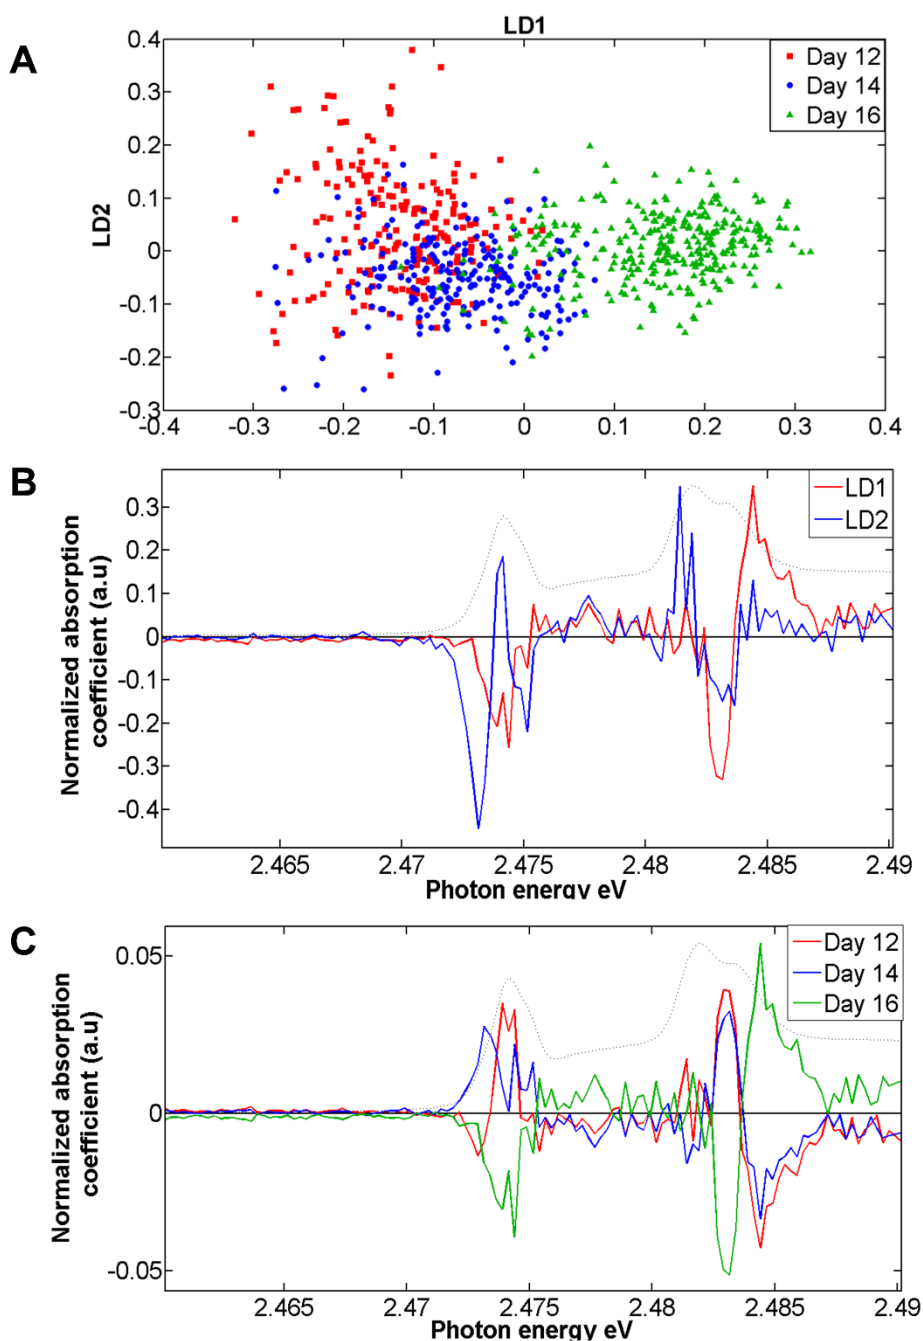 LD1
A
0.4
0.3
0.2
0.1
0
-0.1
-0.2
-0.3
LD2
Day 12
Day 14
Day 16
-0.4
-0.3
-0.2
-0.1
0
0.1
0.2
0.3
0.4
B
0.3
0.2
0.1
0
-0.1
-0.2
-0.3
-0.4
Normalized absorption
coefficient (a.u)
LD1
LD2
2.465
2.47
2.475
2.48
2.485
2.49
Photon energy eV
C
0.05
0
-0.05
Normalized absorption
coefficient (a.u)
Day 12
Day 14
Day 16
2.465
2.47
2.475
2.48
2.485
2.49
Photon energy eV